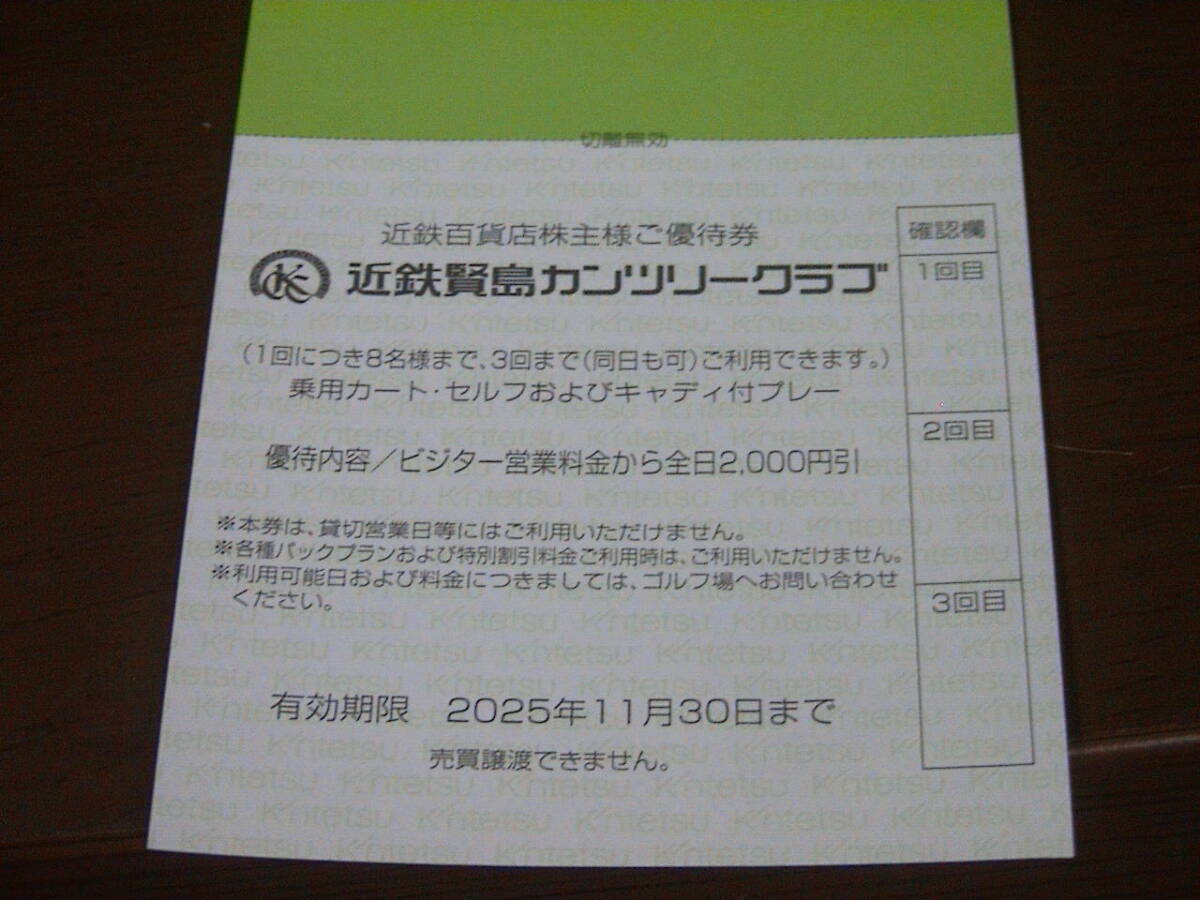 切離無効
近鉄百貨店株主様ご優待券
近鉄賢島カンツリークラブ
（1回につき8名様まで、3回まで（同日も可）ご利用できます。）
乗用カート・セルフおよびキャディ付プレー
優待内容／ビジター営業料金から全日2,000円引
※本券は、貸切営業日等にはご利用いただけません。
※各種パックプランおよび特別割引料金ご利用時は、ご利用いただけません。
※利用可能日および料金につきましては、ゴルフ場へお問い合わせ
ください。
有効期限 2025年11月30日まで
売買譲渡できません。
確認欄
1回目
2回目
3回目
Kintetsu